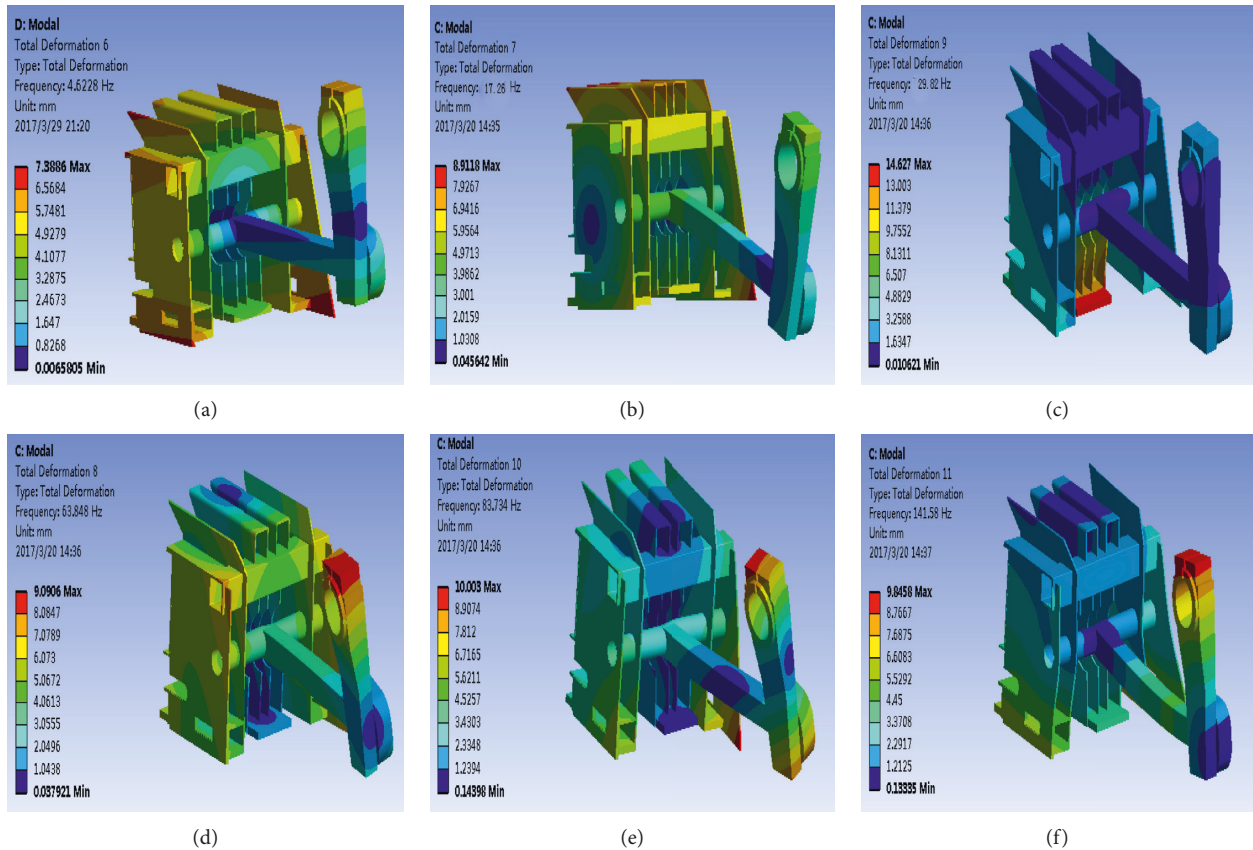 D: Modal
Total Deformation 6
Type: Total Deformation
Frequency: 4.6228 Hz
Unit: mm
2017/3/29 21:20
7.3886 Max
6.5684
5.7481
4.9279
4.1077
3.2875
2.4673
1.647
0.8268
0.0065805 Min
(a)
C: Modal
Total Deformation 7
Type: Total Deformation
Frequency: 17.26 Hz
Unit: mm
2017/3/20 14:35
8.9118 Max
7.9267
6.9416
5.9564
4.9713
3.9862
3.001
2.0159
1.0308
0.045642 Min
(b)
C: Modal
Total Deformation 9
Type: Total Deformation
Frequency: 29.82 Hz
Unit: mm
2017/3/20 14:36
14.627 Max
13.003
11.379
9.7552
8.1311
6.507
4.8829
3.2588
1.6347
0.010621 Min
(c)
C: Modal
Total Deformation 8
Type: Total Deformation
Frequency: 63.848 Hz
Unit: mm
2017/3/20 14:36
9.0906 Max
8.0847
7.0789
6.073
5.0672
4.0613
3.0555
2.0496
1.0438
0.037921 Min
(d)
C: Modal
Total Deformation 10
Type: Total Deformation
Frequency: 83.734 Hz
Unit: mm
2017/3/20 14:36
10.003 Max
8.9074
7.812
6.7165
5.6211
4.5257
3.4303
2.3348
1.2394
0.14398 Min
(e)
C: Modal
Total Deformation 11
Type: Total Deformation
Frequency: 141.58 Hz
Unit: mm
2017/3/20 14:37
9.8458 Max
8.7667
7.6875
6.6083
5.5292
4.45
3.3708
2.2917
1.2125
0.13335 Min
(f)